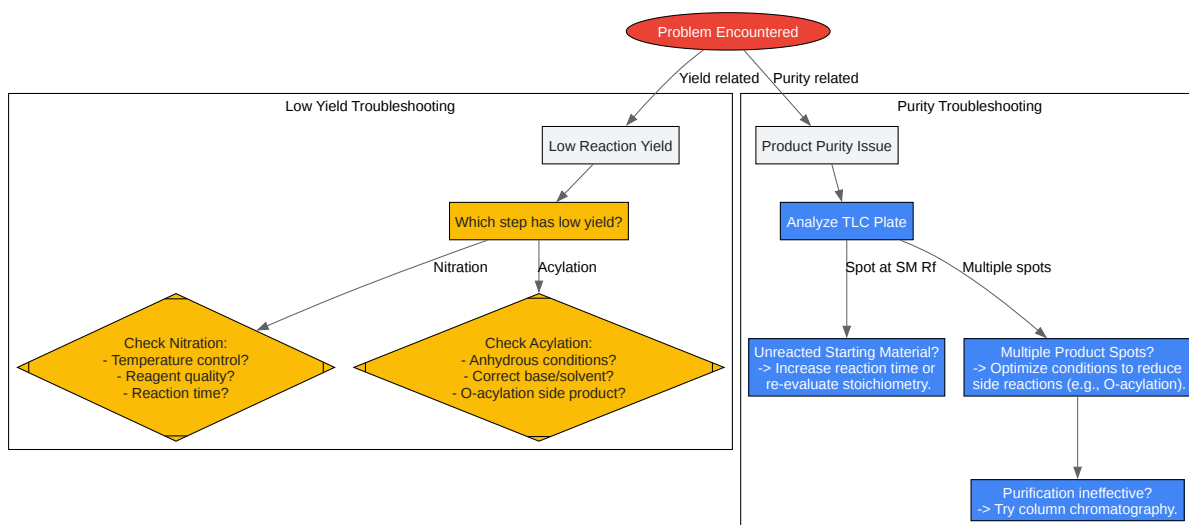 Problem Encountered
Yield related
Purity related
Low Yield Troubleshooting
Low Reaction Yield
Which step has low yield?
Nitration
Acylation
Check Nitration:
- Temperature control?
- Reagent quality?
- Reaction time?
Check Acylation:
- Anhydrous conditions?
- Correct base/solvent?
- O-acylation side product?
Purity Troubleshooting
Product Purity Issue
Analyze TLC Plate
Spot at SM Rf
Multiple spots
Unreacted Starting Material?
-> Increase reaction time or
re-evaluate stoichiometry.
Multiple Product Spots?
-> Optimize conditions to reduce
side reactions (e.g., O-acylation).
Purification ineffective?
-> Try column chromatography.